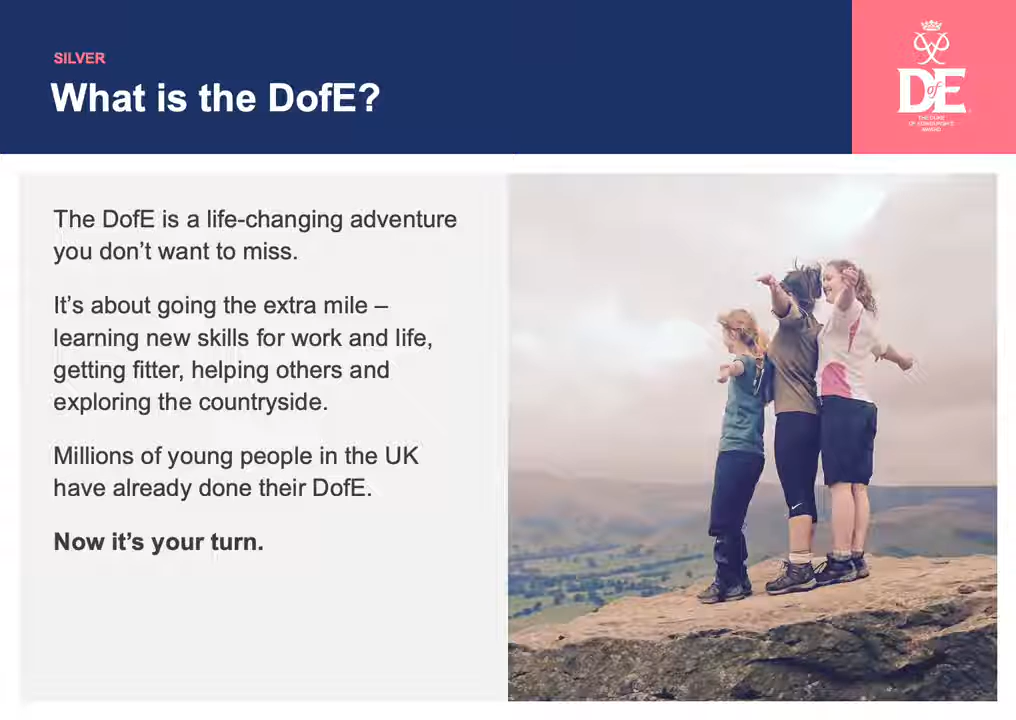 SILVER
What is the DofE?
DofE
THE DUKE
OF EDINBURGH'S
AWARD
The DofE is a life-changing adventure
you don’t want to miss.
It’s about going the extra mile –
learning new skills for work and life,
getting fitter, helping others and
exploring the countryside.
Millions of young people in the UK
have already done their DofE.
Now it’s your turn.